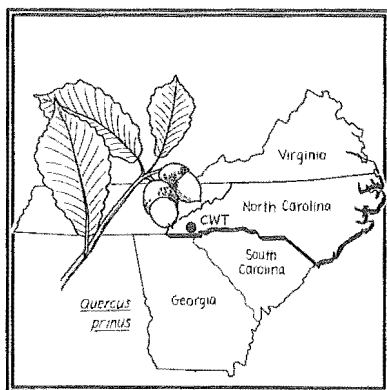 Virginia
North Carolina
CWT
South
Carolina
Georgia
Quercus
prinus